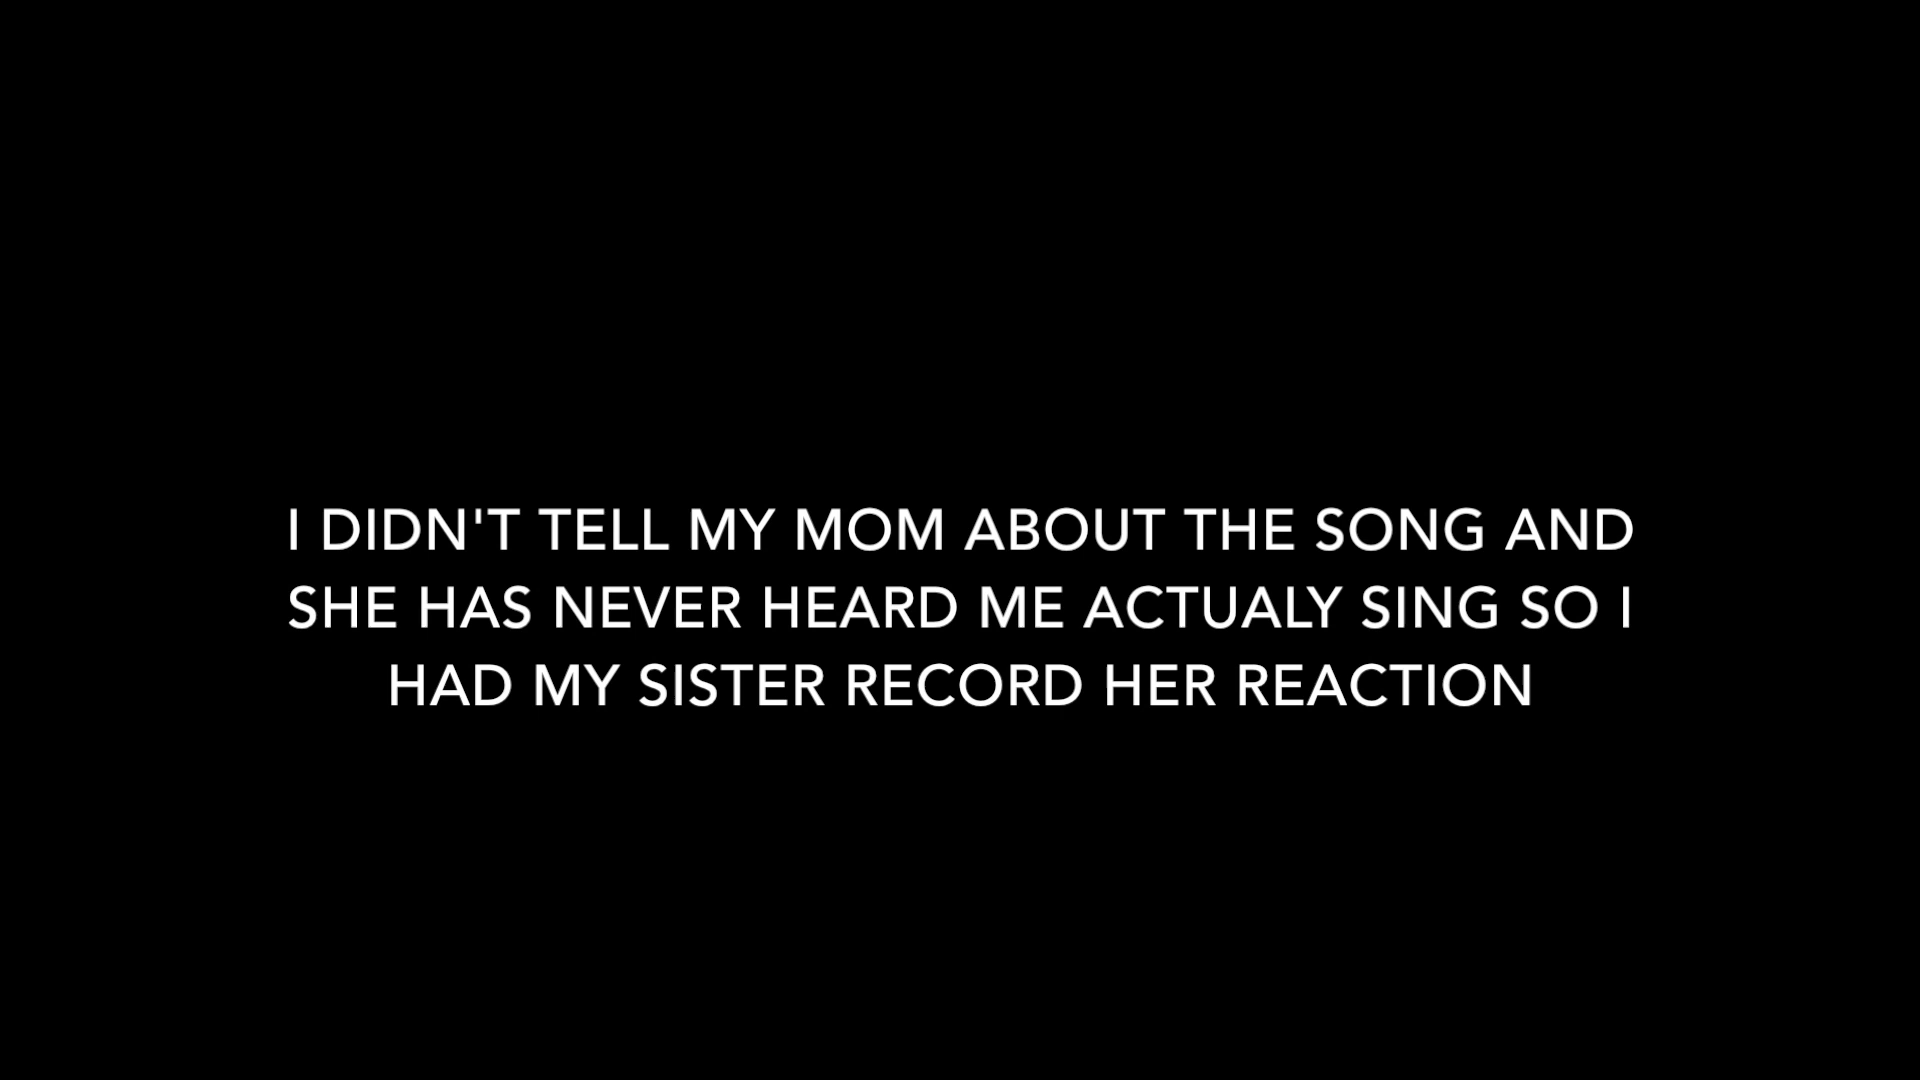 I DIDN'T TELL MY MOM ABOUT THE SONG AND
SHE HAS NEVER HEARD ME ACTUALY SING SO I
HAD MY SISTER RECORD HER REACTION